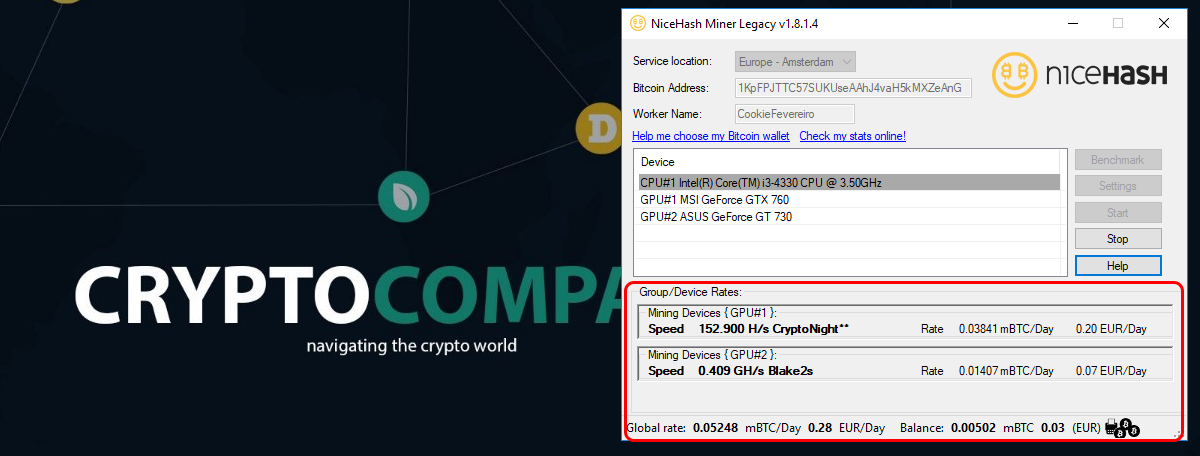 CRYPTOCOMPA
navigating the crypto world
NiceHash Miner Legacy v1.8.1.4
Service location: Europe - Amsterdam
Bitcoin Address: 1KpFPJTTC57SUKUseAAhJ4vaH5kMXZeAnG
Worker Name: CookieFevereiro
Help me choose my Bitcoin wallet Check my stats online!
niceHASH
Device
CPU#1 Intel(R) Core(TM) i3-4330 CPU @ 3.50GHz
GPU#1 MSI GeForce GTX 760
GPU#2 ASUS GeForce GT 730
Benchmark
Settings
Start
Stop
Help
Group/Device Rates:
Mining Devices { GPU#1 }:
Speed 152.900 H/s CryptoNight** Rate 0.03841 mBTC/Day 0.20 EUR/Day
Mining Devices { GPU#2 }:
Speed 0.409 GH/s Blake2s Rate 0.01407 mBTC/Day 0.07 EUR/Day
Global rate: 0.05248 mBTC/Day 0.28 EUR/Day Balance: 0.00502 mBTC 0.03 (EUR)